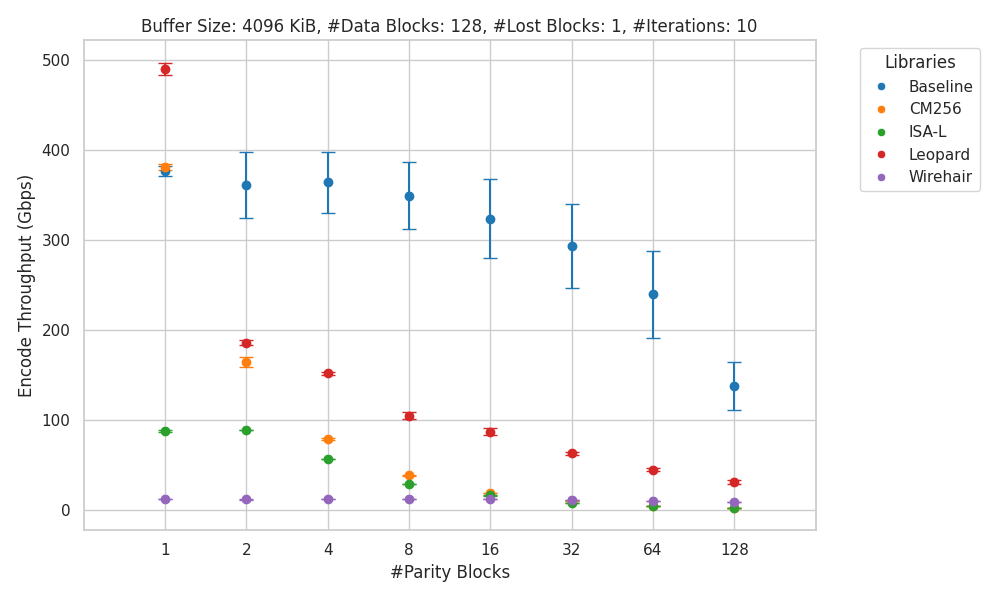 Buffer Size: 4096 KiB, #Data Blocks: 128, #Lost Blocks: 1, #Iterations: 10
Encode Throughput (Gbps)
500
400
300
200
100
0
1 2 4 8 16 32 64 128
#Parity Blocks
Libraries
Baseline
CM256
ISA-L
Leopard
Wirehair